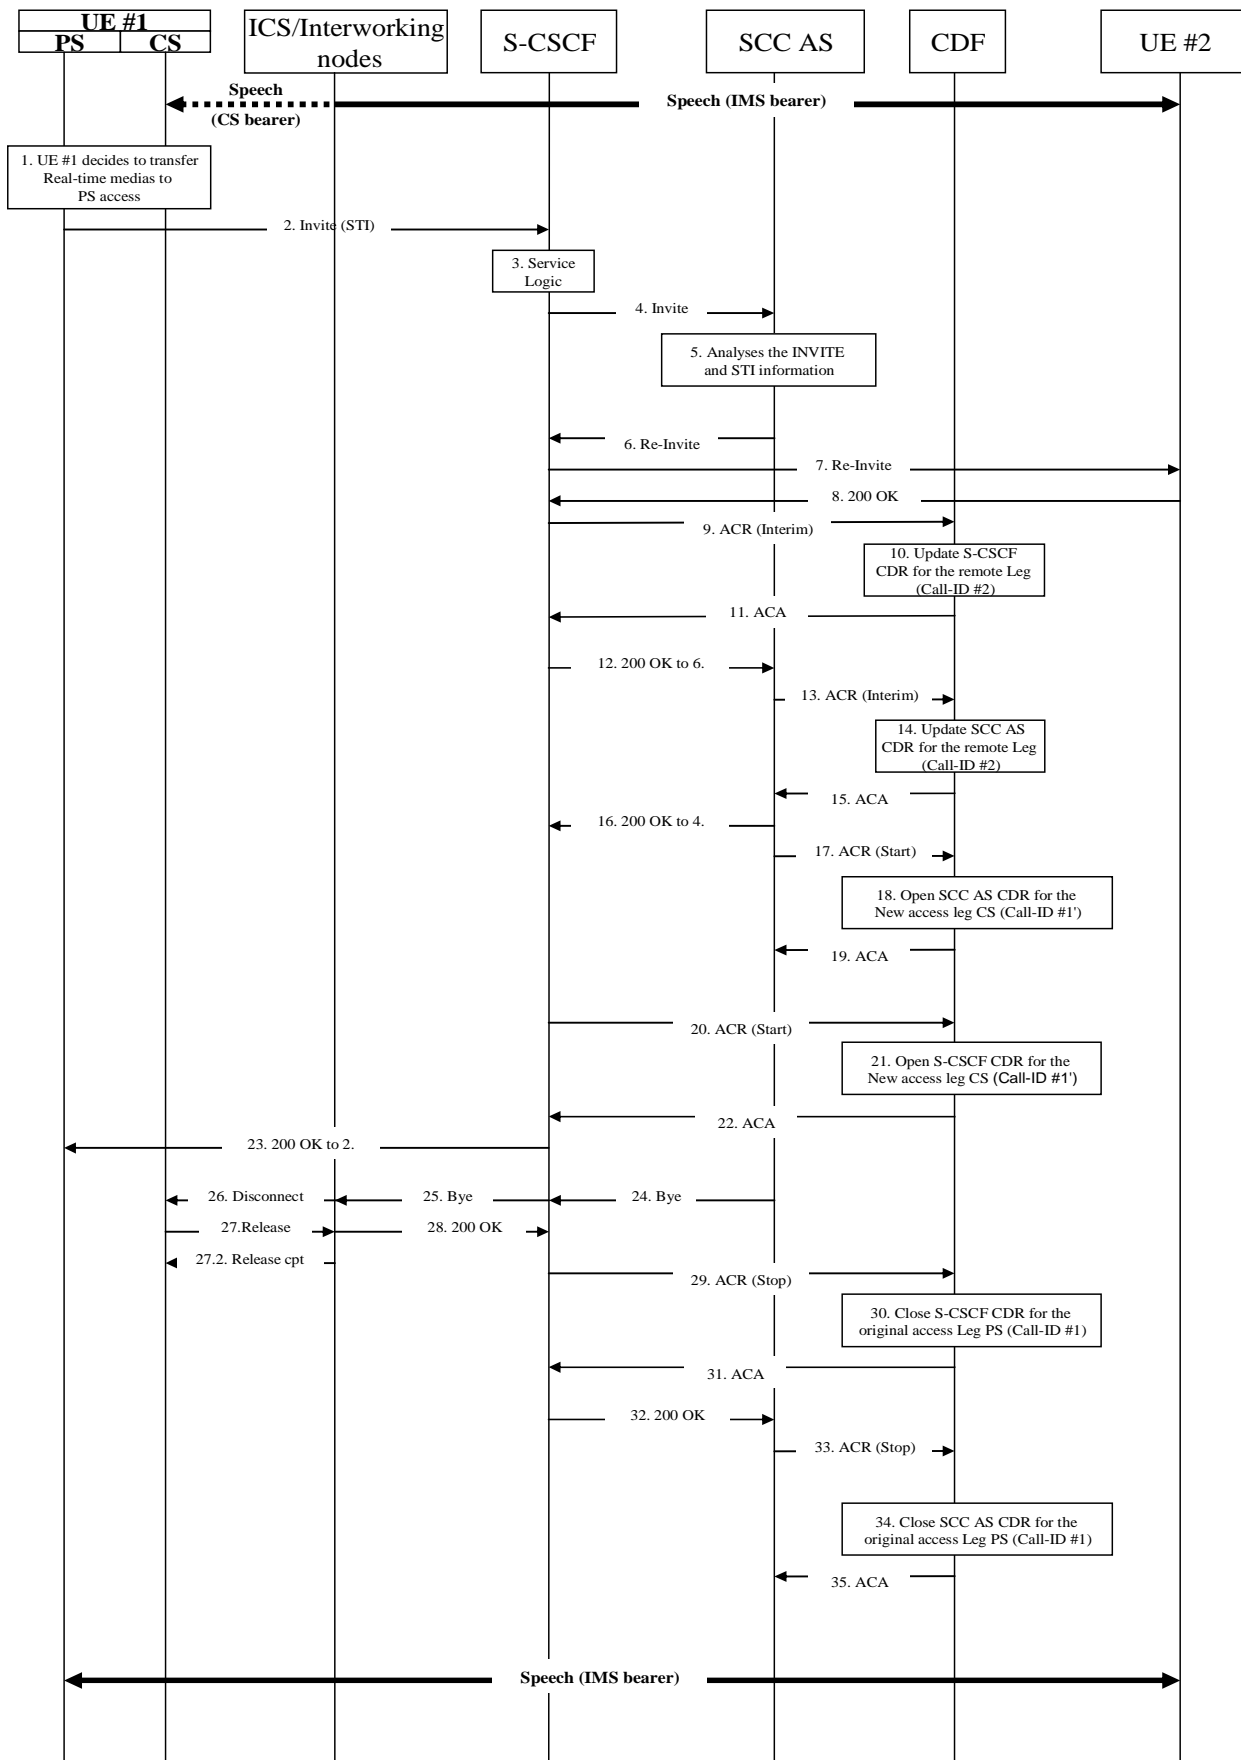 UE #1
PS
CS
ICS/Interworking
nodes
S-CSCF
SCC AS
CDF
UE #2
Speech
(CS bearer)
Speech (IMS bearer)
1. UE #1 decides to transfer
Real-time medias to
PS access
2. Invite (STI)
3. Service
Logic
4. Invite
5. Analyses the INVITE
and STI information
6. Re-Invite
7. Re-Invite
8. 200 OK
9. ACR (Interim)
10. Update S-CSCF
CDR for the remote Leg
(Call-ID #2)
11. ACA
12. 200 OK to 6.
13. ACR (Interim)
14. Update SCC AS
CDR for the remote Leg
(Call-ID #2)
15. ACA
16. 200 OK to 4.
17. ACR (Start)
18. Open SCC AS CDR for the
New access leg CS (Call-ID #1')
19. ACA
20. ACR (Start)
21. Open S-CSCF CDR for the
New access leg CS (Call-ID #1')
22. ACA
23. 200 OK to 2.
26. Disconnect
25. Bye
24. Bye
27.Release
28. 200 OK
27.2. Release cpt
29. ACR (Stop)
30. Close S-CSCF CDR for the
original access Leg PS (Call-ID #1)
31. ACA
32. 200 OK
33. ACR (Stop)
34. Close SCC AS CDR for the
original access Leg PS (Call-ID #1)
35. ACA
Speech (IMS bearer)